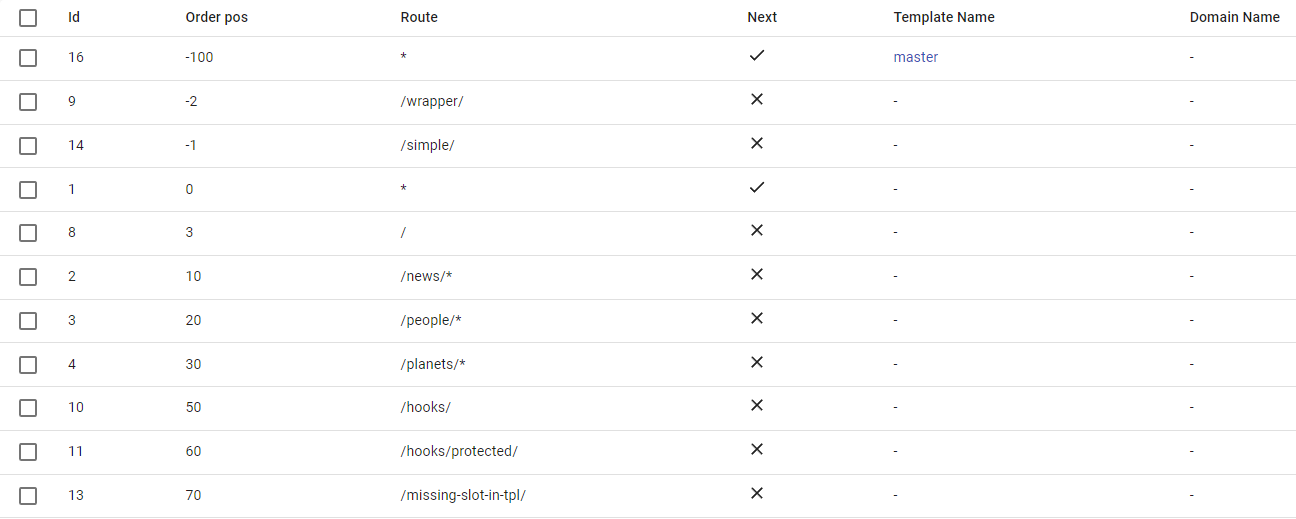 Id Order pos Route Next Template Name Domain Name
16 -100 * ✓ master -
9 -2 /wrapper/ ✕ - -
14 -1 /simple/ ✕ - -
1 0 * ✓ - -
8 3 / ✕ - -
2 10 /news/* ✕ - -
3 20 /people/* ✕ - -
4 30 /planets/* ✕ - -
10 50 /hooks/ ✕ - -
11 60 /hooks/protected/ ✕ - -
13 70 /missing-slot-in-tpl/ ✕ - -